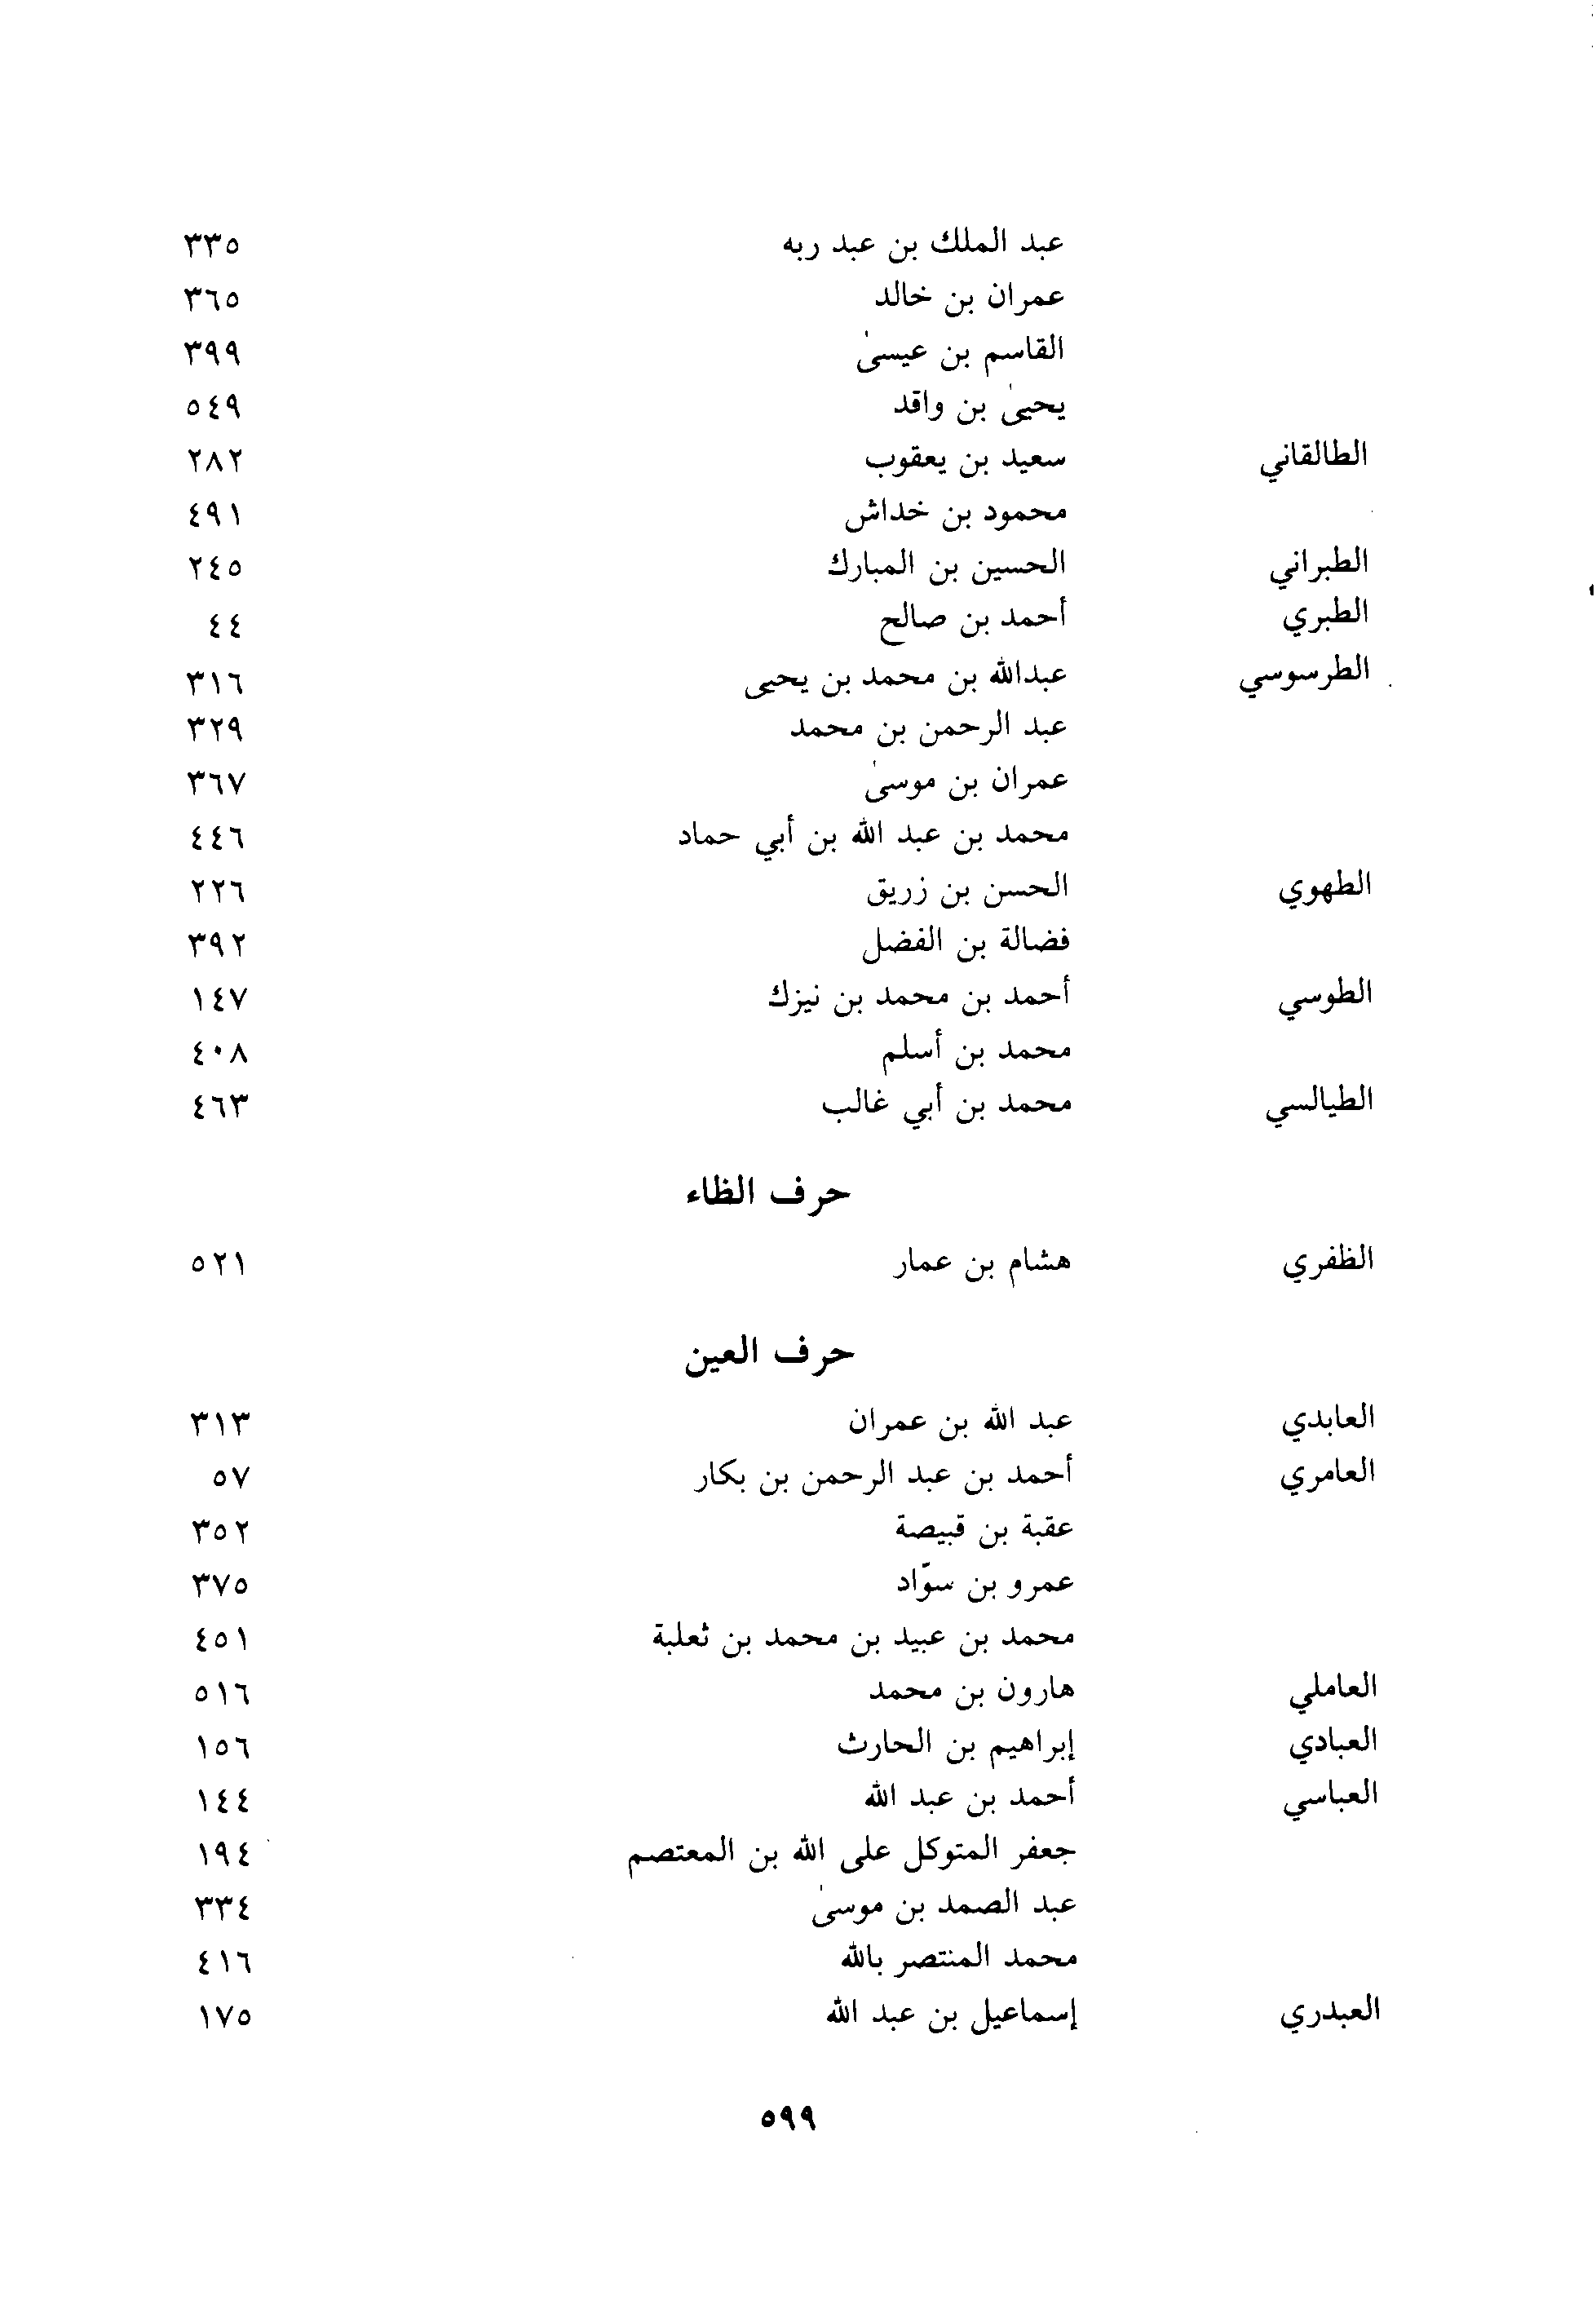 عبد الملك بن عبد ربه ٣٣٥
عمران بن خالد ٣٦٥
القاسم بن عيسىٰ ٣٩٩
يحيىٰ بن واقد ٥٤٩
الطالقاني سعيد بن يعقوب ٢٨٢
محمود بن خداش ٤٩١
الطبراني الحسين بن المبارك ٢٤٥
الطبري أحمد بن صالح ٤٤
الطرسوسي عبدالله بن محمد بن يحيى ٣١٦
عبد الرحمن بن محمد ٣٢٩
عمران بن موسىٰ ٣٦٧
محمد بن عبد الله بن أبي حماد ٤٤٦
الطهوي الحسن بن زريق ٢٢٦
فضالة بن الفضل ٣٩٢
الطوسي أحمد بن محمد بن نيزك ١٤٧
محمد بن أسلم ٤٠٨
الطيالسي محمد بن أبي غالب ٤٦٣
حرف الظاء
الظفري هشام بن عمار ٥٢١
حرف العين
العابدي عبد الله بن عمران ٣١٣
العامري أحمد بن عبد الرحمن بن بكار ٥٧
عقبة بن قبيصة ٣٥٢
عمرو بن سوّاد ٣٧٥
محمد بن عبيد بن محمد بن ثعلبة ٤٥١
العاملي هارون بن محمد ٥١٦
العبادي إبراهيم بن الحارث ١٥٦
العباسي أحمد بن عبد الله ١٤٤
جعفر المتوكل على الله بن المعتصم ١٩٤
عبد الصمد بن موسىٰ ٣٣٤
محمد المنتصر بالله ٤١٦
العبدري إسماعيل بن عبد الله ١٧٥
٥٩٩